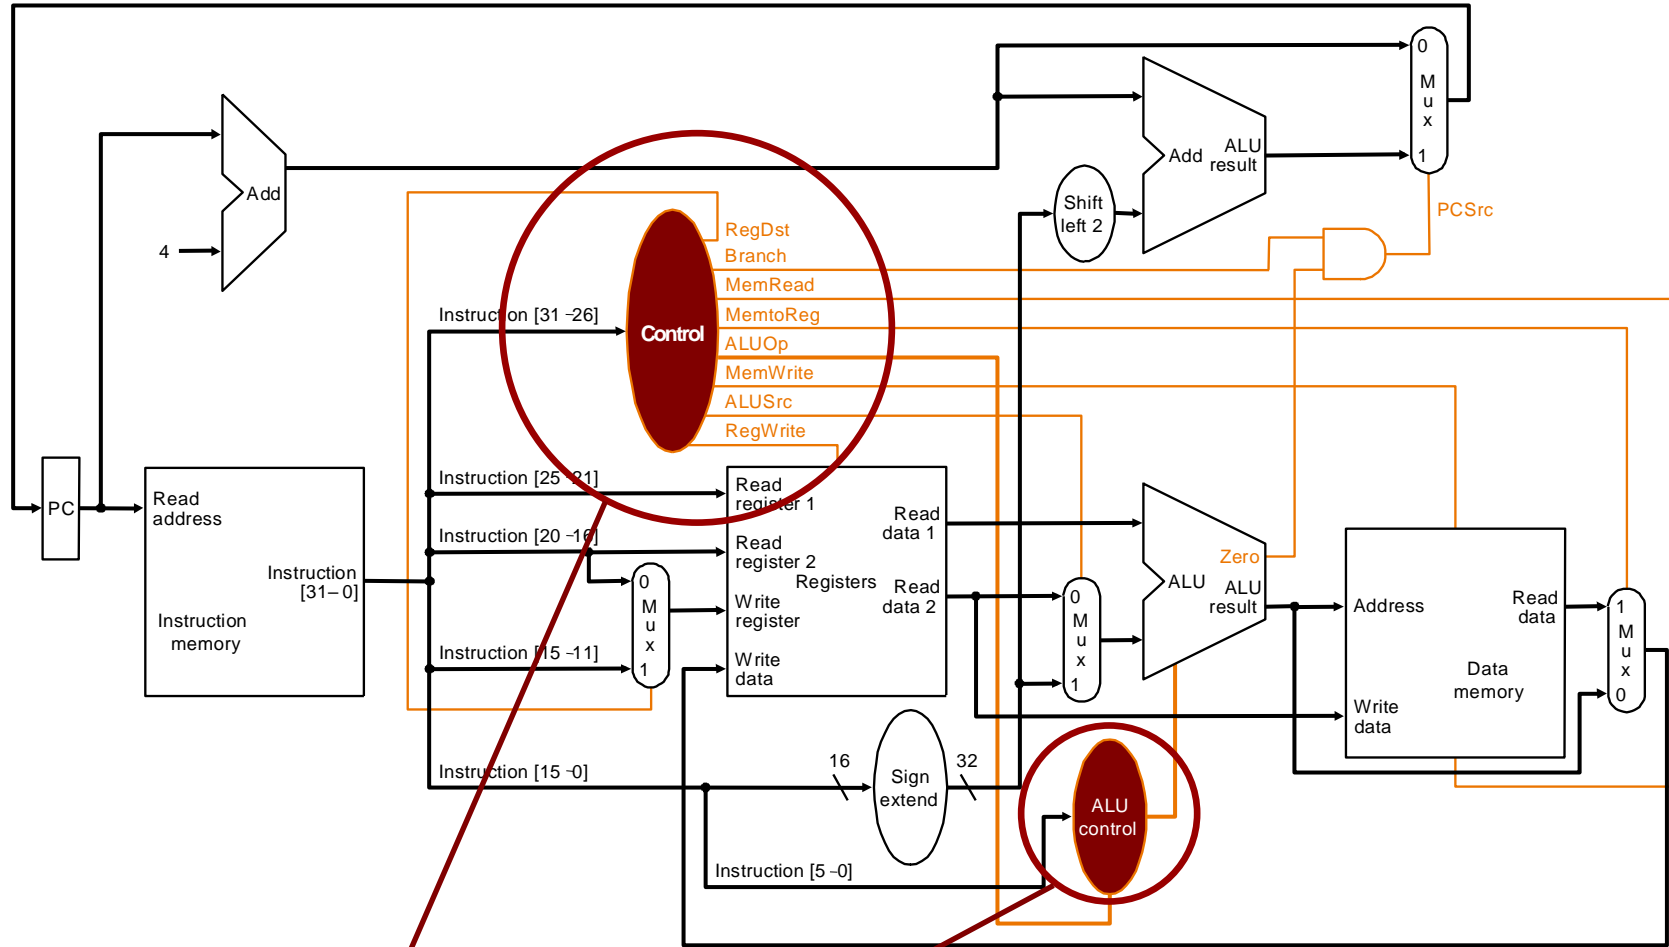 0
M
u
x
1
Add
ALU
result
Add
Shift
left 2
PCSrc
4
RegDst
Branch
MemRead
MemtoReg
ALUOp
MemWrite
ALUSrc
RegWrite
Instruction [31–26]
Control
PC
Read
address
Instruction
[31–0]
Instruction
memory
Instruction [25–21]
Instruction [20–16]
Instruction [15–11]
0
M
u
x
1
Read
register 1
Read
register 2
Write
register
Write
data
Registers
Read
data 1
Read
data 2
0
M
u
x
1
Zero
ALU
ALU
result
Address
Write
data
Read
data
Data
memory
1
M
u
x
0
Instruction [15–0]
16
Sign
extend
32
ALU
control
Instruction [5–0]